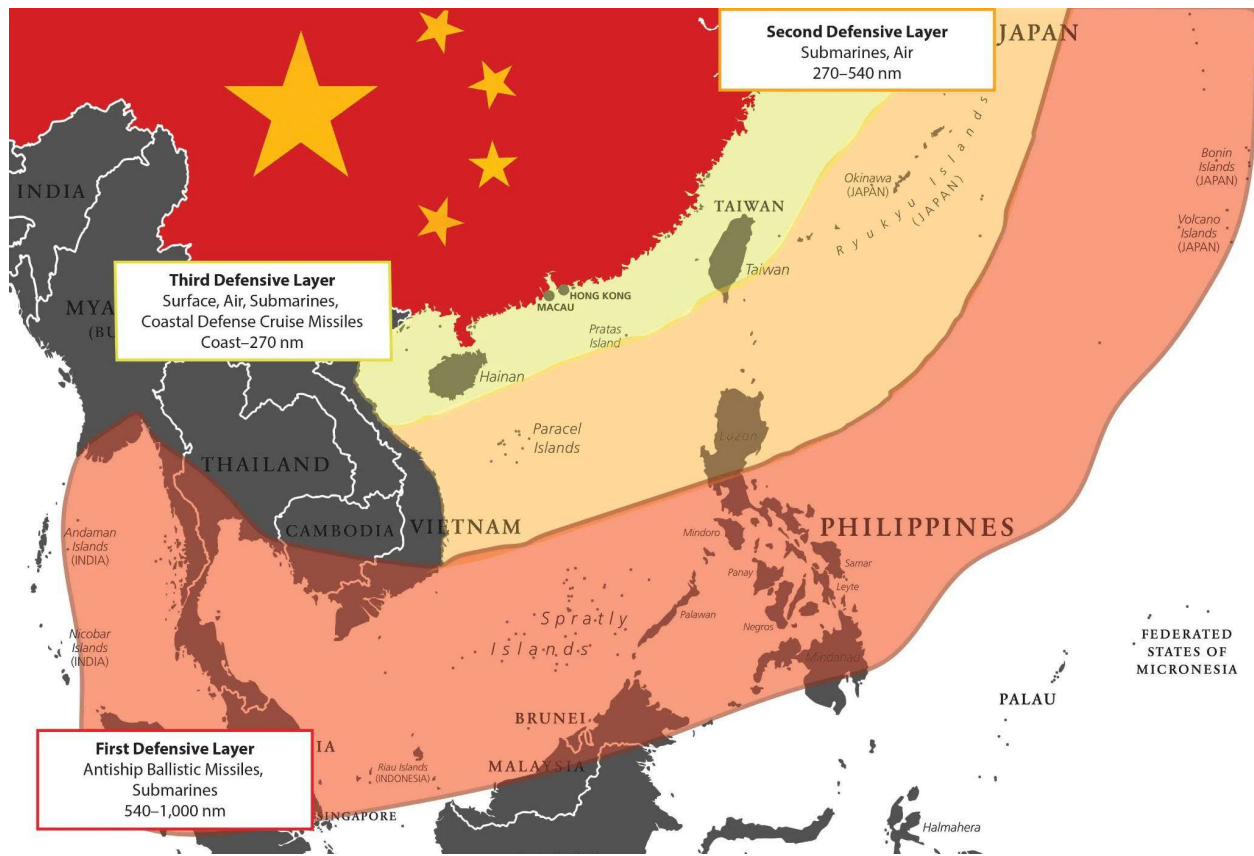 Second Defensive Layer
Submarines, Air
270–540 nm
JAPAN
INDIA
Okinawa
(JAPAN)
Ryukyu Islands
(JAPAN)
Bonin
Islands
(JAPAN)
Volcano
Islands
(JAPAN)
TAIWAN
Taiwan
Third Defensive Layer
Surface, Air, Submarines,
Coastal Defense Cruise Missiles
Coast–270 nm
HONG KONG
MACAU
MYA
(BU
Pratas
Island
Hainan
Paracel
Islands
Luzon
THAILAND
CAMBODIA
VIETNAM
PHILIPPINES
Andaman
Islands
(INDIA)
Mindoro
Samar
Panay
Leyte
Palawan
Negros
Spratly
Islands
Nicobar
Islands
(INDIA)
Mindanao
FEDERATED
STATES OF
MICRONESIA
PALAU
BRUNEI
First Defensive Layer
Antiship Ballistic Missiles,
Submarines
540–1,000 nm
IA
Riau Islands
(INDONESIA)
MALAYSIA
SINGAPORE
Halmahera